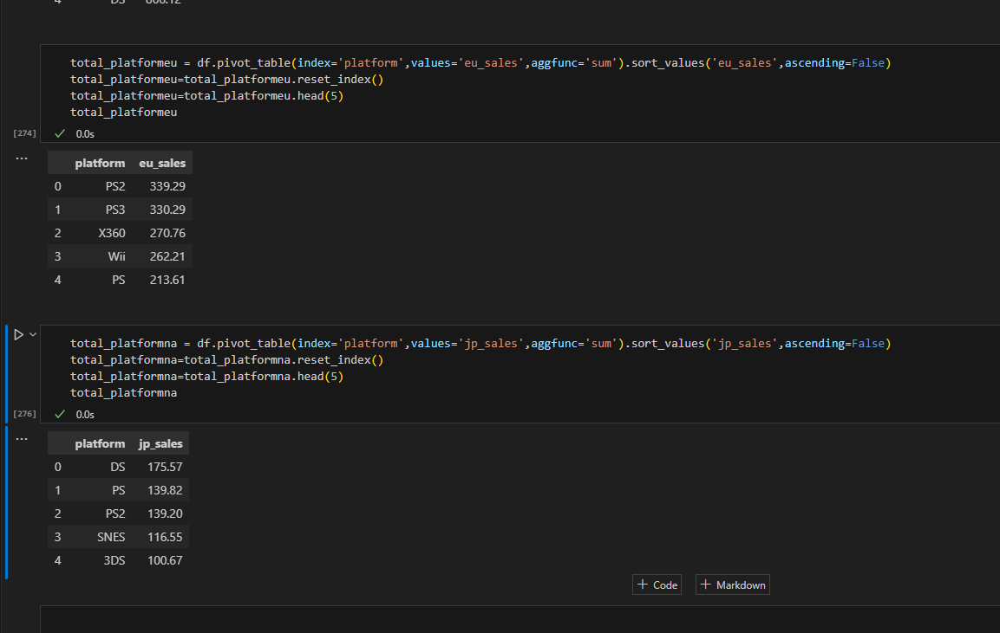 total_platformeu = df.pivot_table(index='platform',values='eu_sales',aggfunc='sum').sort_values('eu_sales',ascending=False)
total_platformeu=total_platformeu.reset_index()
total_platformeu=total_platformeu.head(5)
total_platformeu
[274] ✓ 0.0s
...
platform eu_sales
0 PS2 339.29
1 PS3 330.29
2 X360 270.76
3 Wii 262.21
4 PS 213.61
total_platformna = df.pivot_table(index='platform',values='jp_sales',aggfunc='sum').sort_values('jp_sales',ascending=False)
total_platformna=total_platformna.reset_index()
total_platformna=total_platformna.head(5)
total_platformna
[276] ✓ 0.0s
...
platform jp_sales
0 DS 175.57
1 PS 139.82
2 PS2 139.20
3 SNES 116.55
4 3DS 100.67
+ Code + Markdown